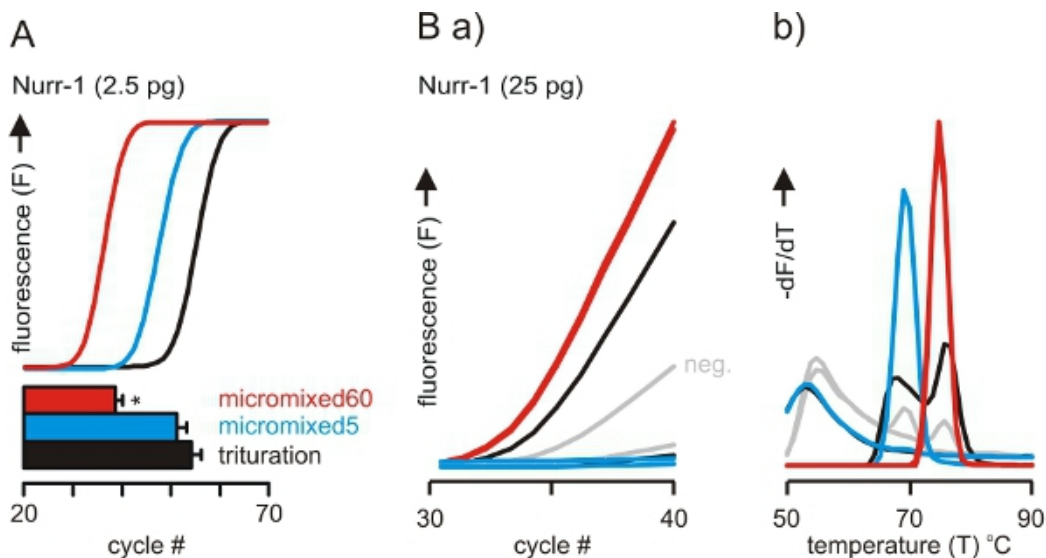 A
Nurr-1 (2.5 pg)
fluorescence (F)
*
micromixed60
micromixed5
trituration
20 70
cycle #
B a)
Nurr-1 (25 pg)
fluorescence (F)
neg.
30 40
cycle #
b)
-dF/dT
50 70 90
temperature (T) °C